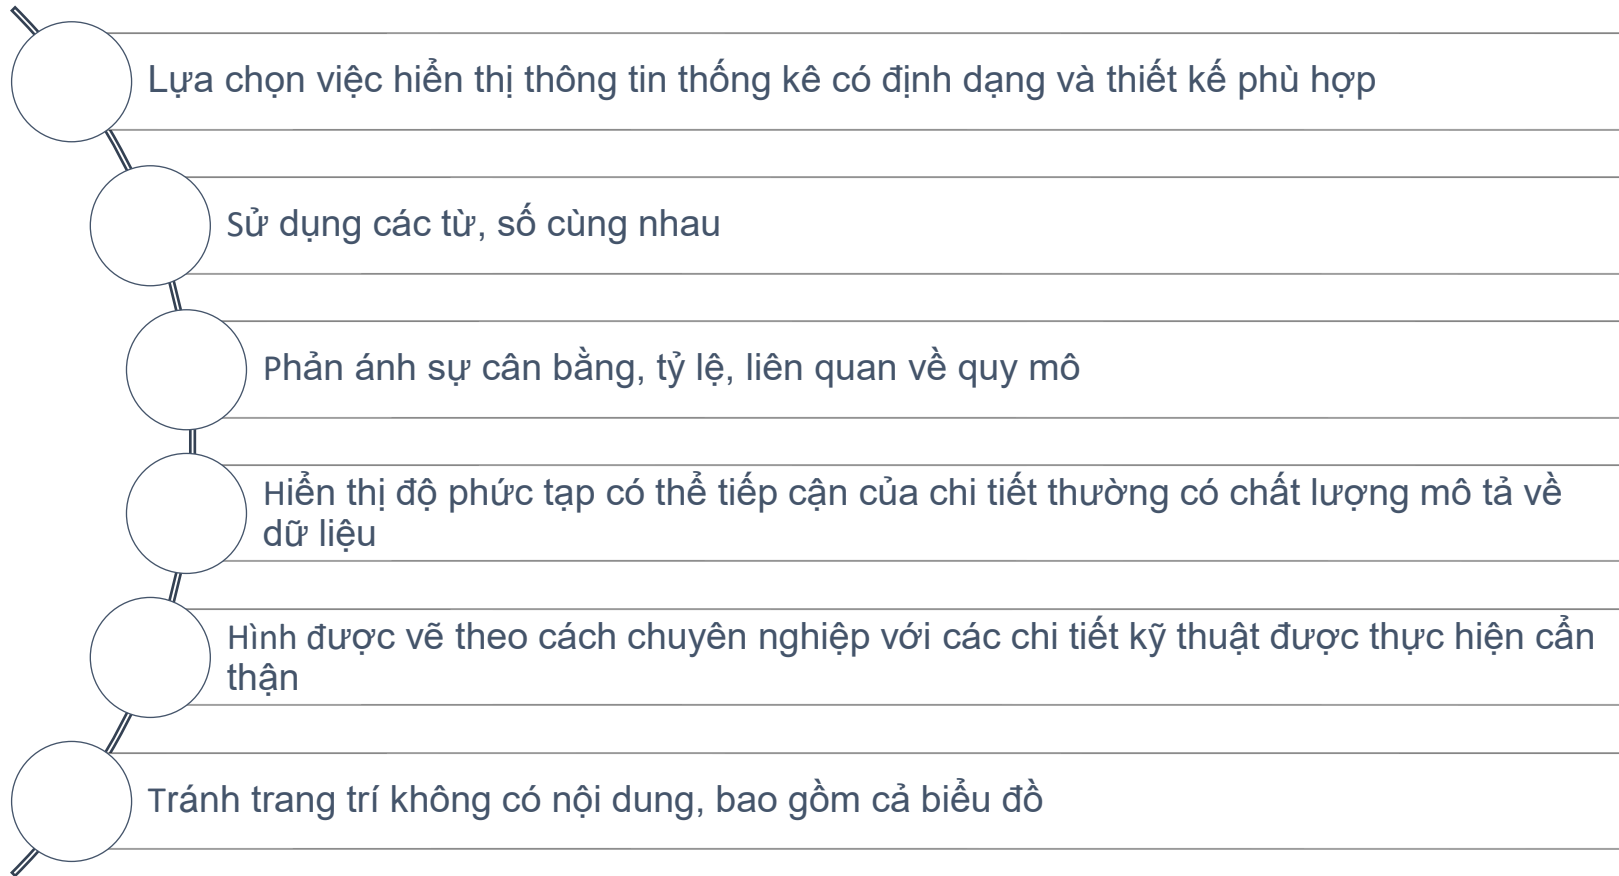 Lựa chọn việc hiển thị thông tin thống kê có định dạng và thiết kế phù hợp
Sử dụng các từ, số cùng nhau
Phản ánh sự cân bằng, tỷ lệ, liên quan về quy mô
Hiển thị độ phức tạp có thể tiếp cận của chi tiết thường có chất lượng mô tả về
dữ liệu
Hình được vẽ theo cách chuyên nghiệp với các chi tiết kỹ thuật được thực hiện cẩn
thận
Tránh trang trí không có nội dung, bao gồm cả biểu đồ